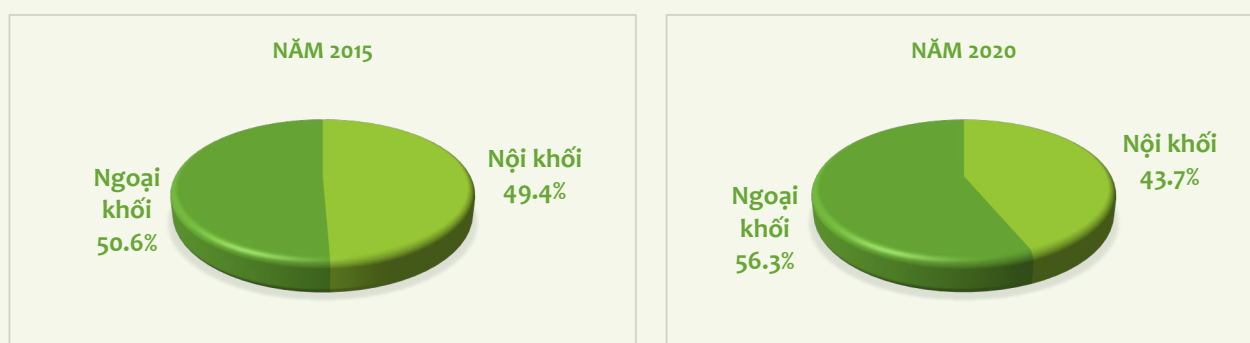 NĂM 2015
Ngoại
khối
50.6%
Nội khối
49.4%
NĂM 2020
Ngoại
khối
56.3%
Nội khối
43.7%